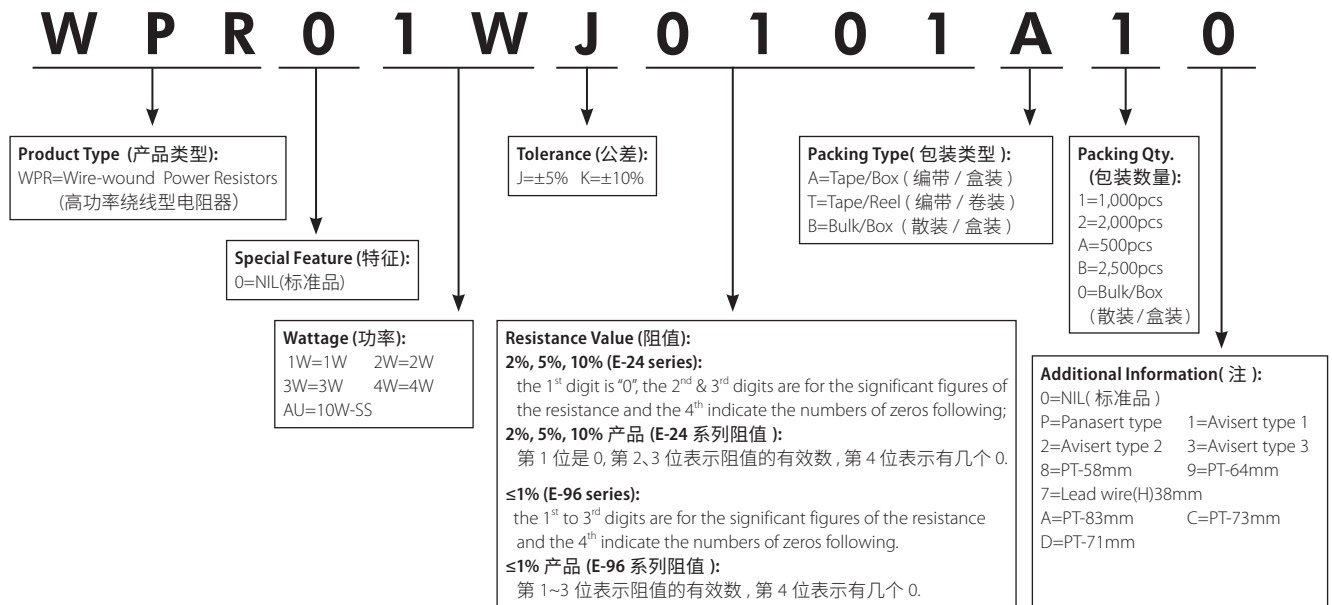 WPR01WJ0101A10
Product Type (产品类型):
WPR=Wire-wound Power Resistors
(高功率绕线型电阻器)
Special Feature (特征):
0=NIL(标准品)
Wattage (功率):
1W=1W 2W=2W
3W=3W 4W=4W
AU=10W-SS
Tolerance (公差):
J=±5% K=±10%
Resistance Value (阻值):
2%, 5%, 10% (E-24 series):
the 1st digit is “0”, the 2nd & 3rd digits are for the significant figures of
the resistance and the 4th indicate the numbers of zeros following;
2%, 5%, 10% 产品 (E-24 系列阻值 ):
第 1 位是 0, 第 2、3 位表示阻值的有效数 , 第 4 位表示有几个 0.
≤1% (E-96 series):
the 1st to 3rd digits are for the significant figures of the resistance
and the 4th indicate the numbers of zeros following.
≤1% 产品 (E-96 系列阻值 ):
第 1~3 位表示阻值的有效数 , 第 4 位表示有几个 0.
Packing Type( 包装类型 ):
A=Tape/Box ( 编带 / 盒装 )
T=Tape/Reel ( 编带 / 卷装 )
B=Bulk/Box ( 散装 / 盒装 )
Packing Qty.
(包装数量):
1=1,000pcs
2=2,000pcs
A=500pcs
B=2,500pcs
0=Bulk/Box
(散装/盒装)
Additional Information( 注 ):
0=NIL( 标准品 )
P=Panasert type 1=Avisert type 1
2=Avisert type 2 3=Avisert type 3
8=PT-58mm 9=PT-64mm
7=Lead wire(H)38mm
A=PT-83mm C=PT-73mm
D=PT-71mm